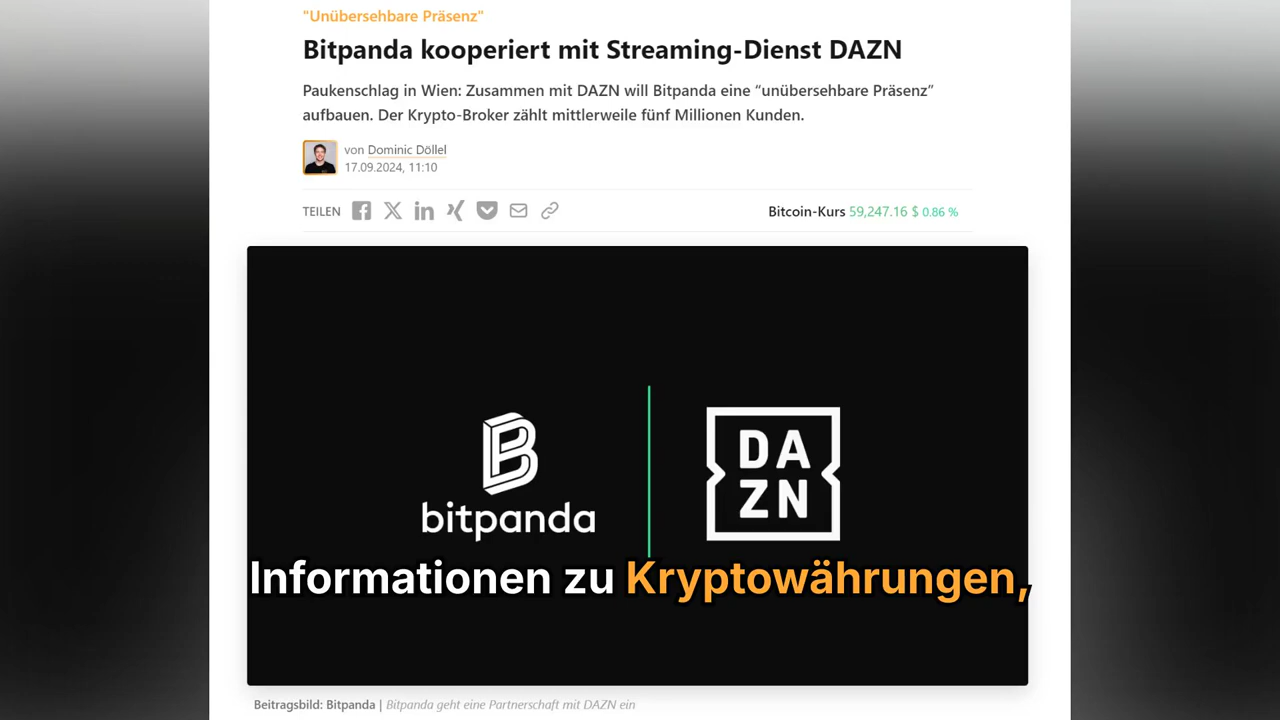 "Unübersehbare Präsenz"
Bitpanda kooperiert mit Streaming-Dienst DAZN
Paukenschlag in Wien: Zusammen mit DAZN will Bitpanda eine “unübersehbare Präsenz”
aufbauen. Der Krypto-Broker zählt mittlerweile fünf Millionen Kunden.
von Dominic Döllel
17.09.2024, 11:10
TEILEN
Bitcoin-Kurs 59,247.16 $ 0.86 %
bitpanda
DA
ZN
Informationen zu Kryptowährungen,
Beitragsbild: Bitpanda | Bitpanda geht eine Partnerschaft mit DAZN ein